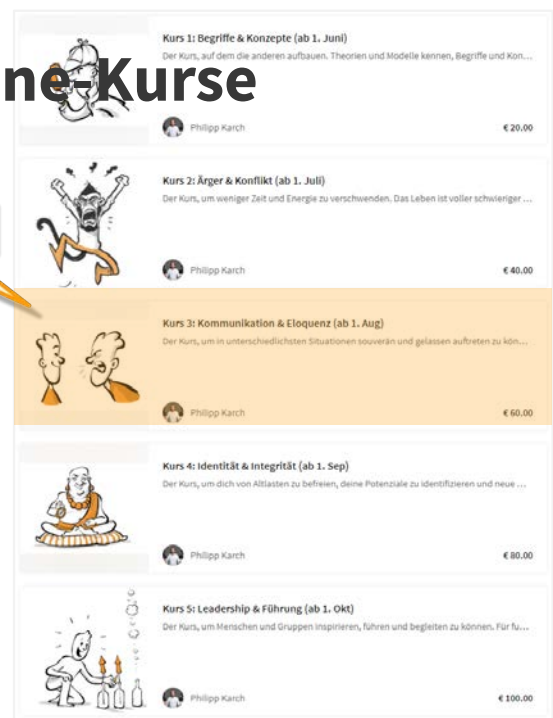 Kurs 1: Begriffe & Konzepte (ab 1. Juni)
Der Kurs, auf dem die anderen aufbauen. Theorien und Modelle kennen, Begriffe und Kon...
ne-Kurse
Philipp Karch
€ 20.00
Kurs 2: Ärger & Konflikt (ab 1. Juli)
Der Kurs, um weniger Zeit und Energie zu verschwenden. Das Leben ist voller schwieriger ...
Philipp Karch
€ 40.00
Kurs 3: Kommunikation & Eloquenz (ab 1. Aug)
Der Kurs, um in unterschiedlichsten Situationen souverän und gelassen auftreten zu kön...
Philipp Karch
€ 60.00
Kurs 4: Identität & Integrität (ab 1. Sep)
Der Kurs, um dich von Altlasten zu befreien, deine Potenziale zu identifizieren und neue ...
Philipp Karch
€ 80.00
Kurs 5: Leadership & Führung (ab 1. Okt)
Der Kurs, um Menschen und Gruppen inspirieren, führen und begleiten zu können. Für fu...
Philipp Karch
€ 100.00